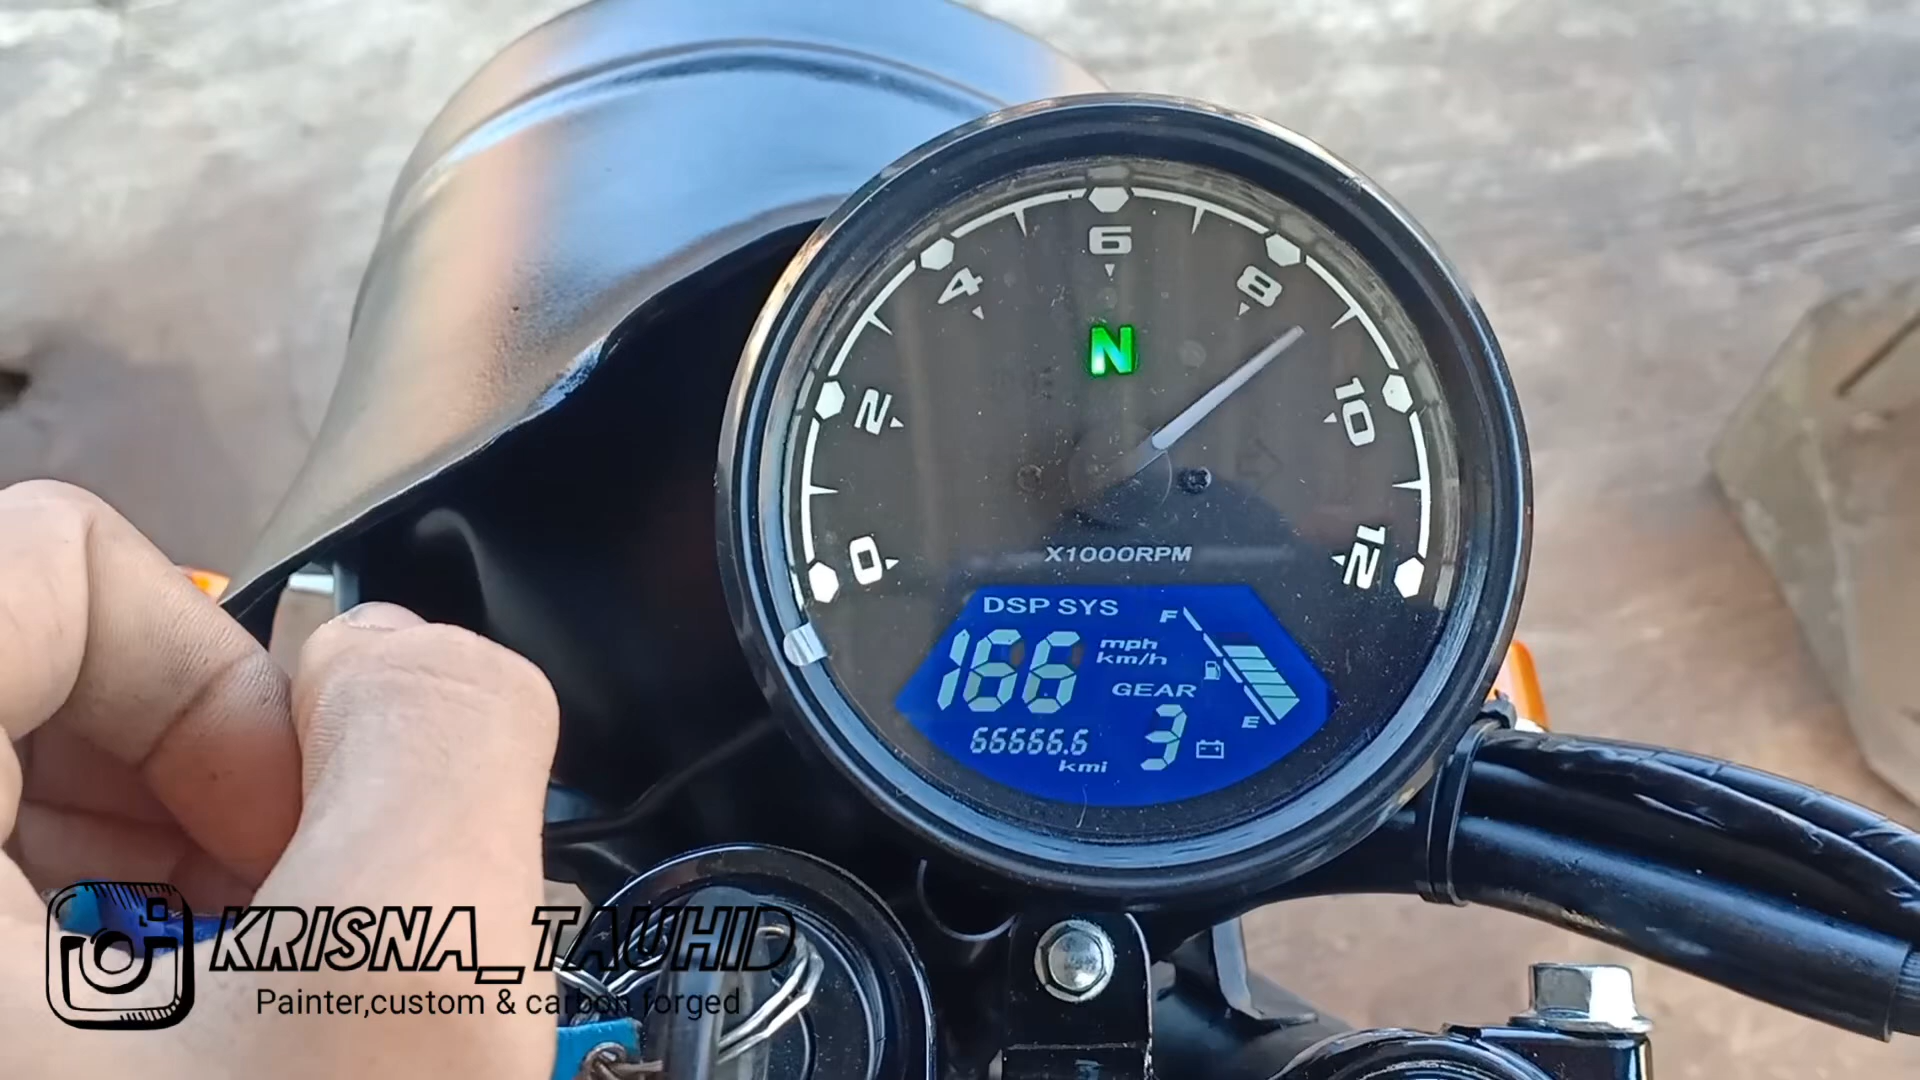 0
2
4
6
8
10
12
N
X1000RPM
DSP SYS
F
166
mph
km/h
GEAR
E
66666.6
3
kmi
KRISNA_TAUHID
Painter,custom & carbon forged